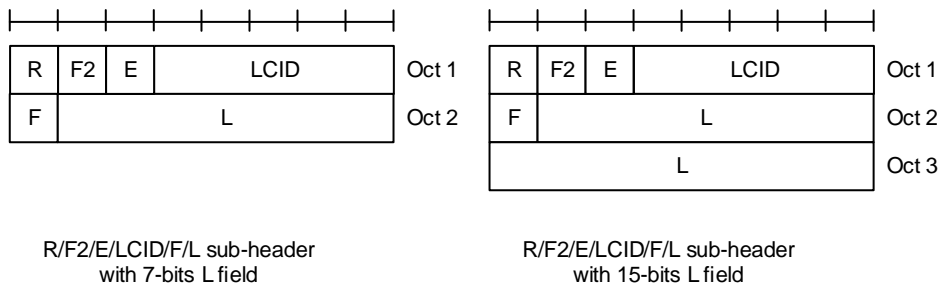 R F2 E LCID Oct 1
F L Oct 2
R/F2/E/LCID/F/L sub-header
with 7-bits L field
R F2 E LCID Oct 1
F L Oct 2
L Oct 3
R/F2/E/LCID/F/L sub-header
with 15-bits L field